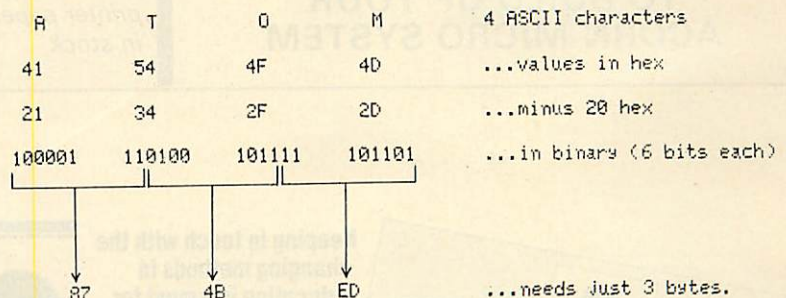 A T O M 4 ASCII characters
41 54 4F 4D ...values in hex
21 34 2F 2D ...minus 20 hex
100001 110100 101111 101101 ...in binary (6 bits each)
87 4B ED ...needs just 3 bytes.